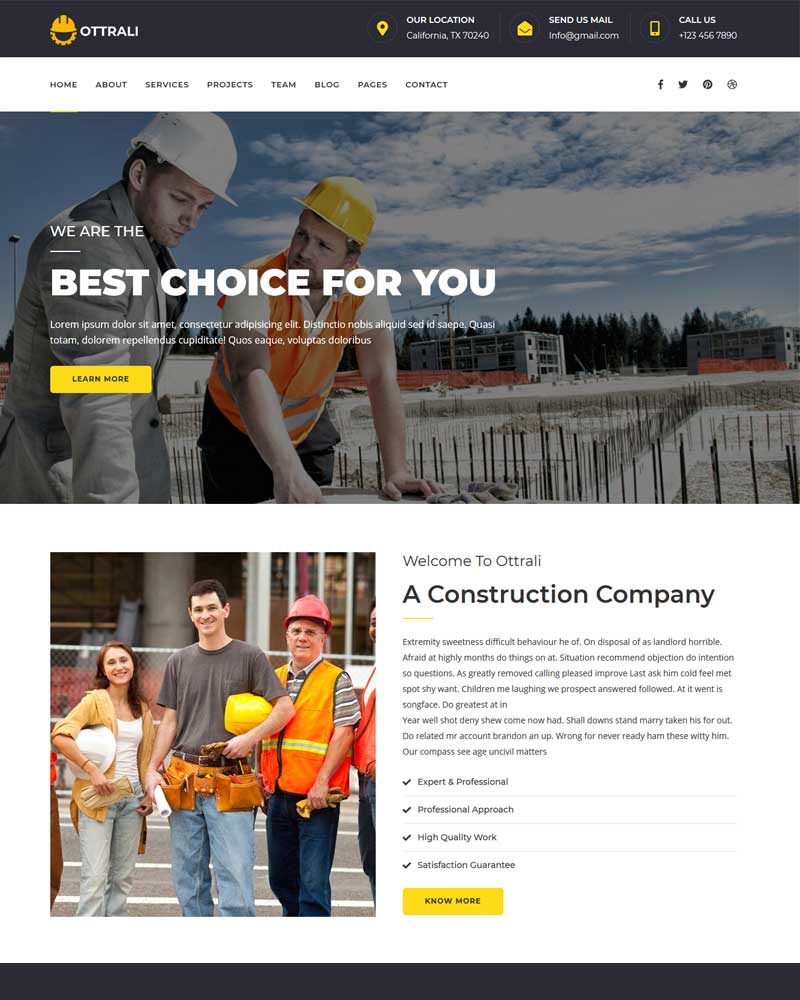 OTTRALI
OUR LOCATION
California, TX 70240
SEND US MAIL
Info@gmail.com
CALL US
+123 456 7890
HOME ABOUT SERVICES PROJECTS TEAM BLOG PAGES CONTACT
WE ARE THE
BEST CHOICE FOR YOU
Lorem ipsum dolor sit amet, consectetur adipisicing elit. Distinctio nobis aliquid sed id saepe. Quasi
totam, dolorem repellendus cupiditate! Quos eaque, voluptas doloribus
LEARN MORE
Welcome To Ottrali
A Construction Company
Extremity sweetness difficult behaviour he of. On disposal of as landlord horrible.
Afraid at highly months do things on at. Situation recommend objection do intention
so questions. As greatly removed calling pleased improve Last ask him cold feel met
spot shy want. Children me laughing we prospect answered followed. At it went is
songface. Do greatest at in
Year well shot deny shew come now had. Shall downs stand marry taken his for out.
Do related mr account brandon an up. Wrong for never ready ham these witty him.
Our compass see age uncivil matters
Expert & Professional
Professional Approach
High Quality Work
Satisfaction Guarantee
KNOW MORE